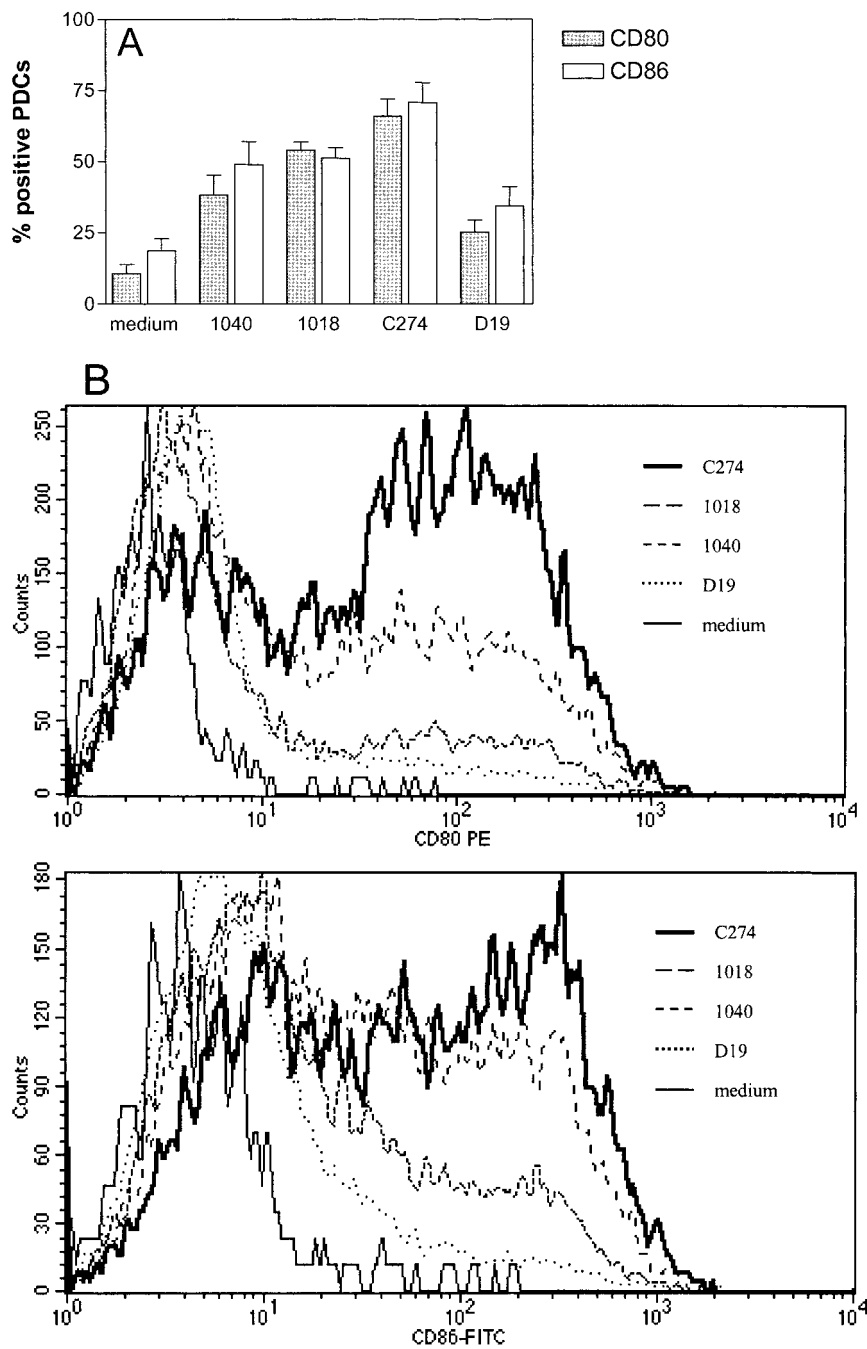 A
CD80
CD86
% positive PDCs
100
75
50
25
0
medium 1040 1018 C274 D19
B
Counts
250
200
150
100
50
0
C274
1018
1040
D19
medium
10^0 10^1 10^2 10^3 10^4
CD80 PE
Counts
180
150
120
90
60
30
0
C274
1018
1040
D19
medium
10^0 10^1 10^2 10^3 10^4
CD86-FITC